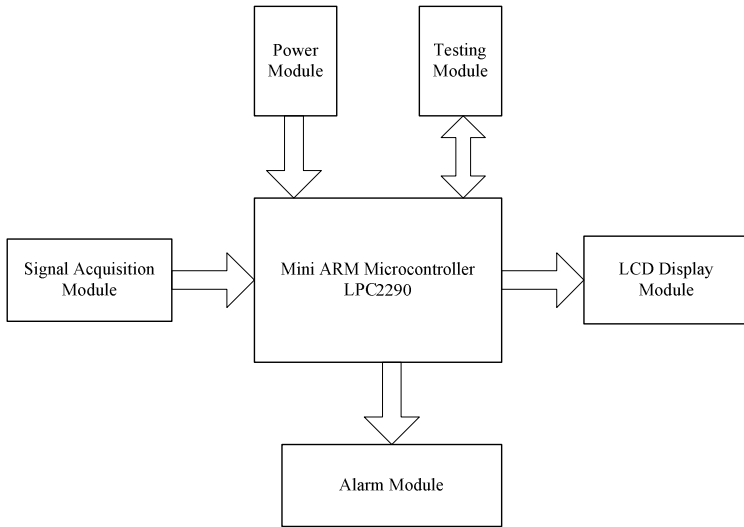 Power
Module
Testing
Module
Signal Acquisition
Module
Mini ARM Microcontroller
LPC2290
LCD Display
Module
Alarm Module